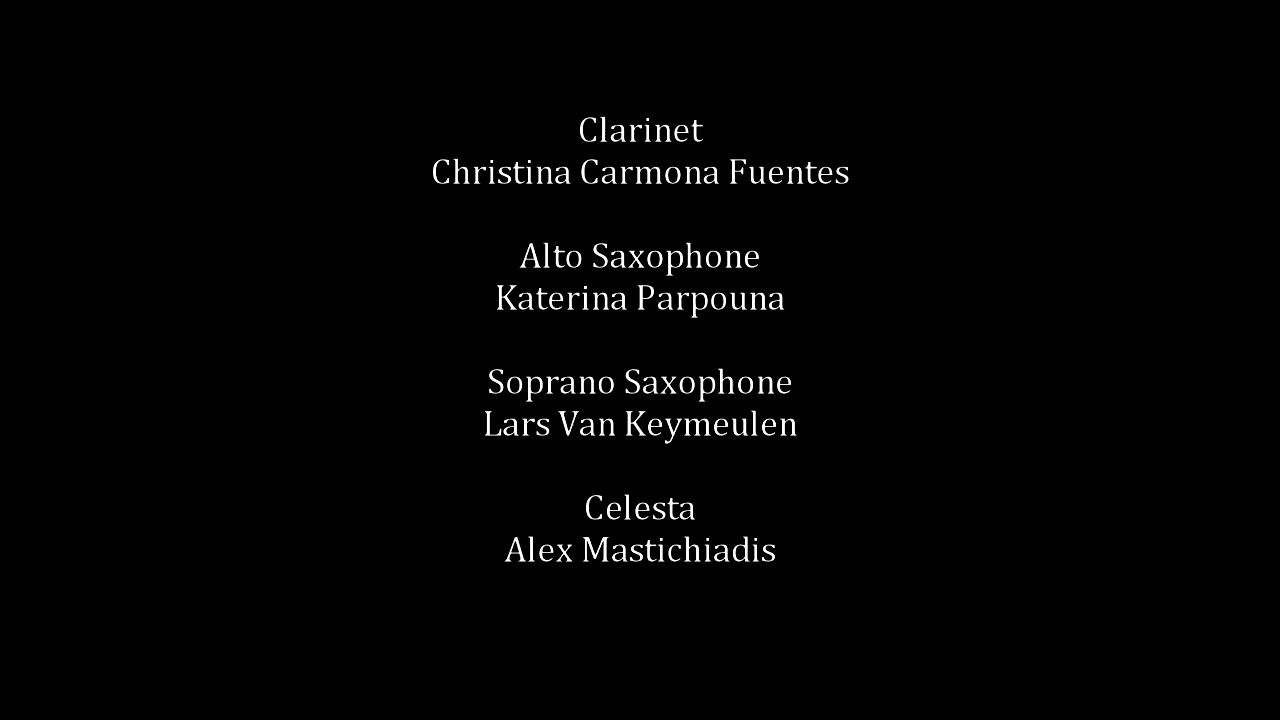 Clarinet
Christina Carmona Fuentes
Alto Saxophone
Katerina Parpouna
Soprano Saxophone
Lars Van Keymeulen
Celesta
Alex Mastichiadis